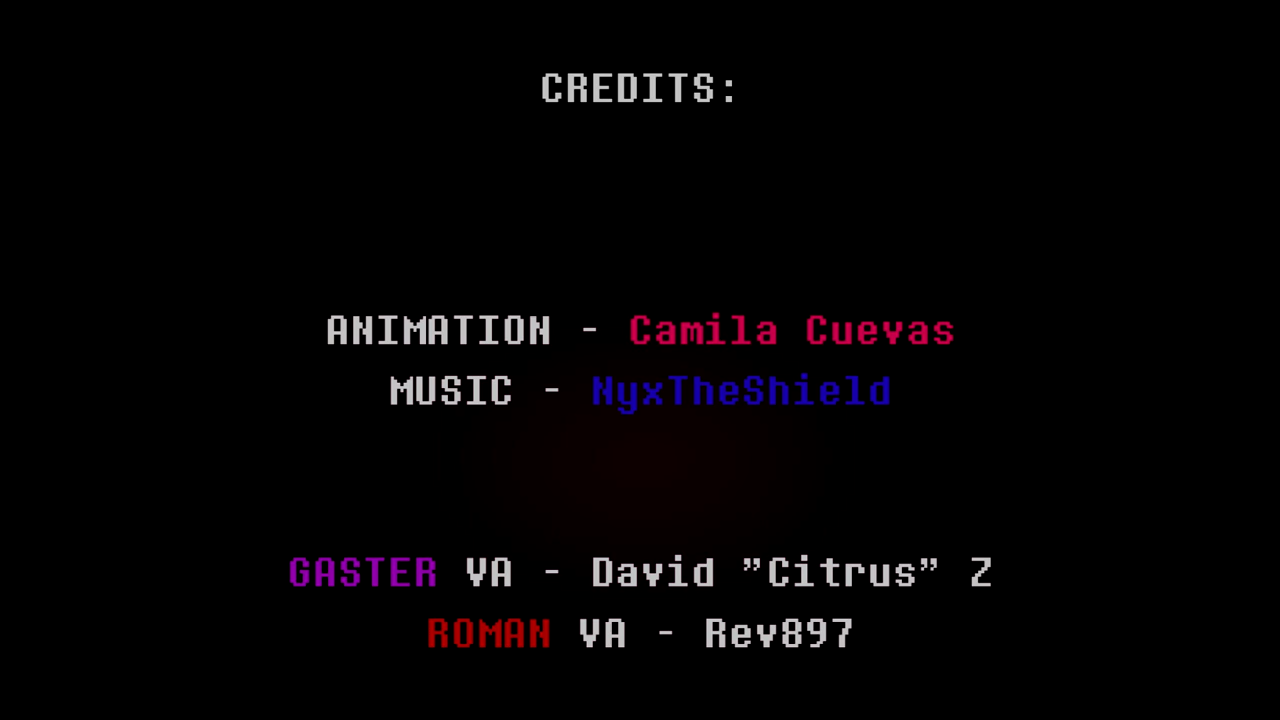 CREDITS:
ANIMATION - Camila Cuevas
MUSIC - NyxTheShield
GASTER VA - David ”Citrus” Z
ROMAN VA - Rev897